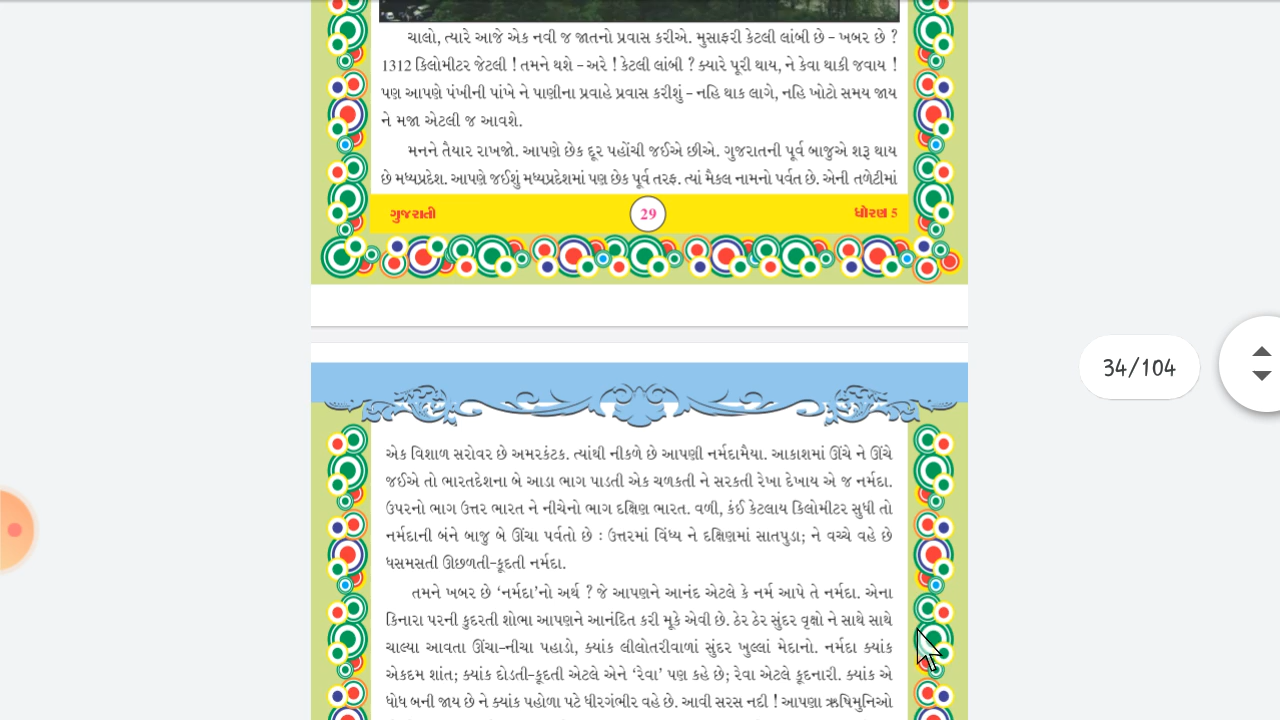 ચાલો, ત્યારે આજે એક નવી જ જાતનો પ્રવાસ કરીએ. મુસાફરી કેટલી લાંબી છે – ખબર છે ?
1312 કિલોમીટર જેટલી ! તમને થશે – અરે ! કેટલી લાંબી ? ક્યારે પૂરી થાય, ને કેવા થાકી જવાય !
પણ આપણે પંખીની પાંખે ને પાણીના પ્રવાહે પ્રવાસ કરીશું – નહિ થાક લાગે, નહિ ખોટો સમય જાય
ને મજા એટલી જ આવશે.
મનને તૈયાર રાખજો. આપણે છેક દૂર પહોંચી જઈએ છીએ. ગુજરાતની પૂર્વ બાજુએ શરૂ થાય
છે મધ્યપ્રદેશ. આપણે જઈશું મધ્યપ્રદેશમાં પણ છેક પૂર્વ તરફ. ત્યાં મૈકલ નામનો પર્વત છે. એની તળેટીમાં
ગુજરાતી 29 ધોરણ 5
34/104
એક વિશાળ સરોવર છે અમરકંટક. ત્યાંથી નીકળે છે આપણી નર્મદામૈયા. આકાશમાં ઊંચે ને ઊંચે
જઈએ તો ભારતદેશના બે આડા ભાગ પાડતી એક ચળકતી ને સરકતી રેખા દેખાય એ જ નર્મદા.
ઉપરનો ભાગ ઉત્તર ભારત ને નીચેનો ભાગ દક્ષિણ ભારત. વળી, કંઈ કેટલાય કિલોમીટર સુધી તો
નર્મદાની બંને બાજુ બે ઊંચા પર્વતો છે : ઉત્તરમાં વિંધ્ય ને દક્ષિણમાં સાતપુડા; ને વચ્ચે વહે છે
ધસમસતી ઊછળતી-કૂદતી નર્મદા.
તમને ખબર છે ‘નર્મદા’નો અર્થ ? જે આપણને આનંદ એટલે કે નર્મ આપે તે નર્મદા. એના
કિનારા પરની કુદરતી શોભા આપણને આનંદિત કરી મૂકે એવી છે. ઠેર ઠેર સુંદર વૃક્ષો ને સાથે સાથે
ચાલ્યા આવતા ઊંચા-નીચા પહાડો, ક્યાંક લીલોતરીવાળાં સુંદર ખુલ્લાં મેદાનો. નર્મદા ક્યાંક
એકદમ શાંત; ક્યાંક દોડતી-કૂદતી એટલે એને ‘રેવા’ પણ કહે છે; રેવા એટલે કૂદનારી. ક્યાંક એ
ધોધ બની જાય છે ને ક્યાંક પહોળા પટે ધીરગંભીર વહે છે. આવી સરસ નદી ! આપણા ઋષિમુનિઓ